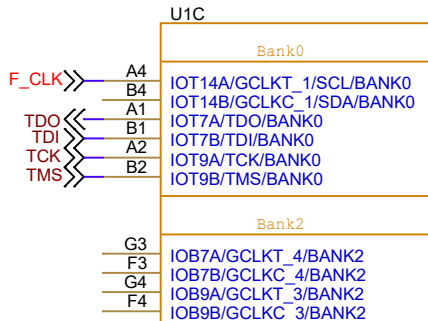 U1C
Bank0
F_CLK A4 IOT14A/GCLKT_1/SCL/BANK0
B4 IOT14B/GCLKC_1/SDA/BANK0
TDO A1 IOT7A/TDO/BANK0
TDI B1 IOT7B/TDI/BANK0
TCK A2 IOT9A/TCK/BANK0
TMS B2 IOT9B/TMS/BANK0
Bank2
G3 IOB7A/GCLKT_4/BANK2
F3 IOB7B/GCLKC_4/BANK2
G4 IOB9A/GCLKT_3/BANK2
F4 IOB9B/GCLKC_3/BANK2